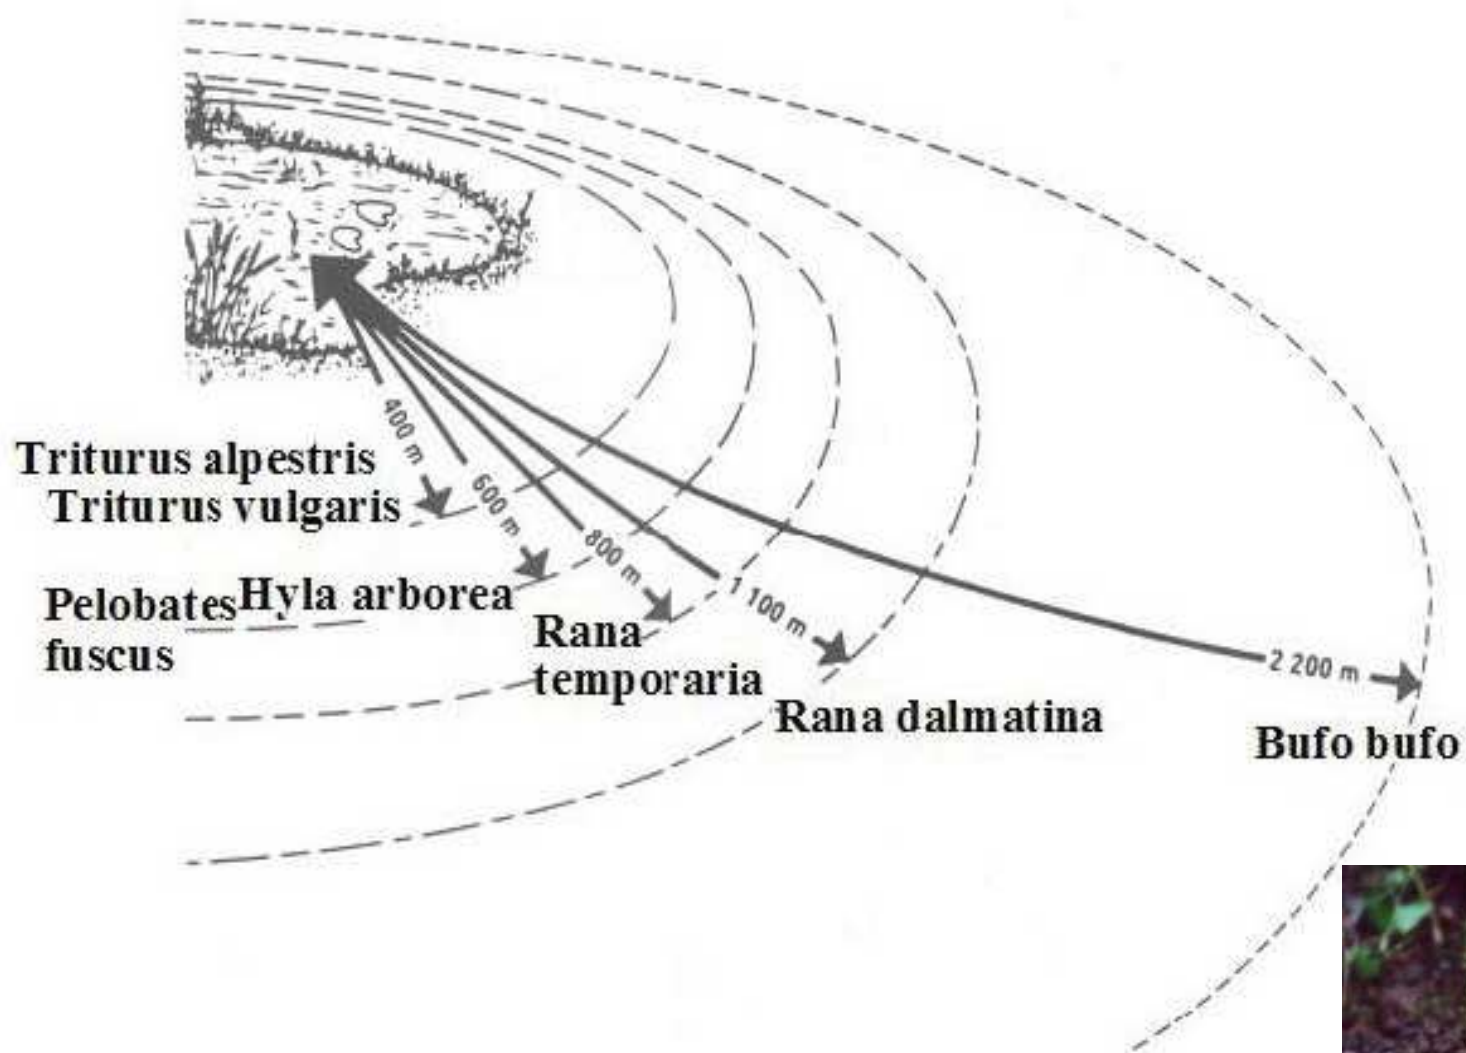 400 m
Triturus alpestris
Triturus vulgaris
600 m
800 m
Pelobates
fuscus
Hyla arborea
1 100 m
Rana
temporaria
Rana dalmatina
2 200 m
Bufo bufo